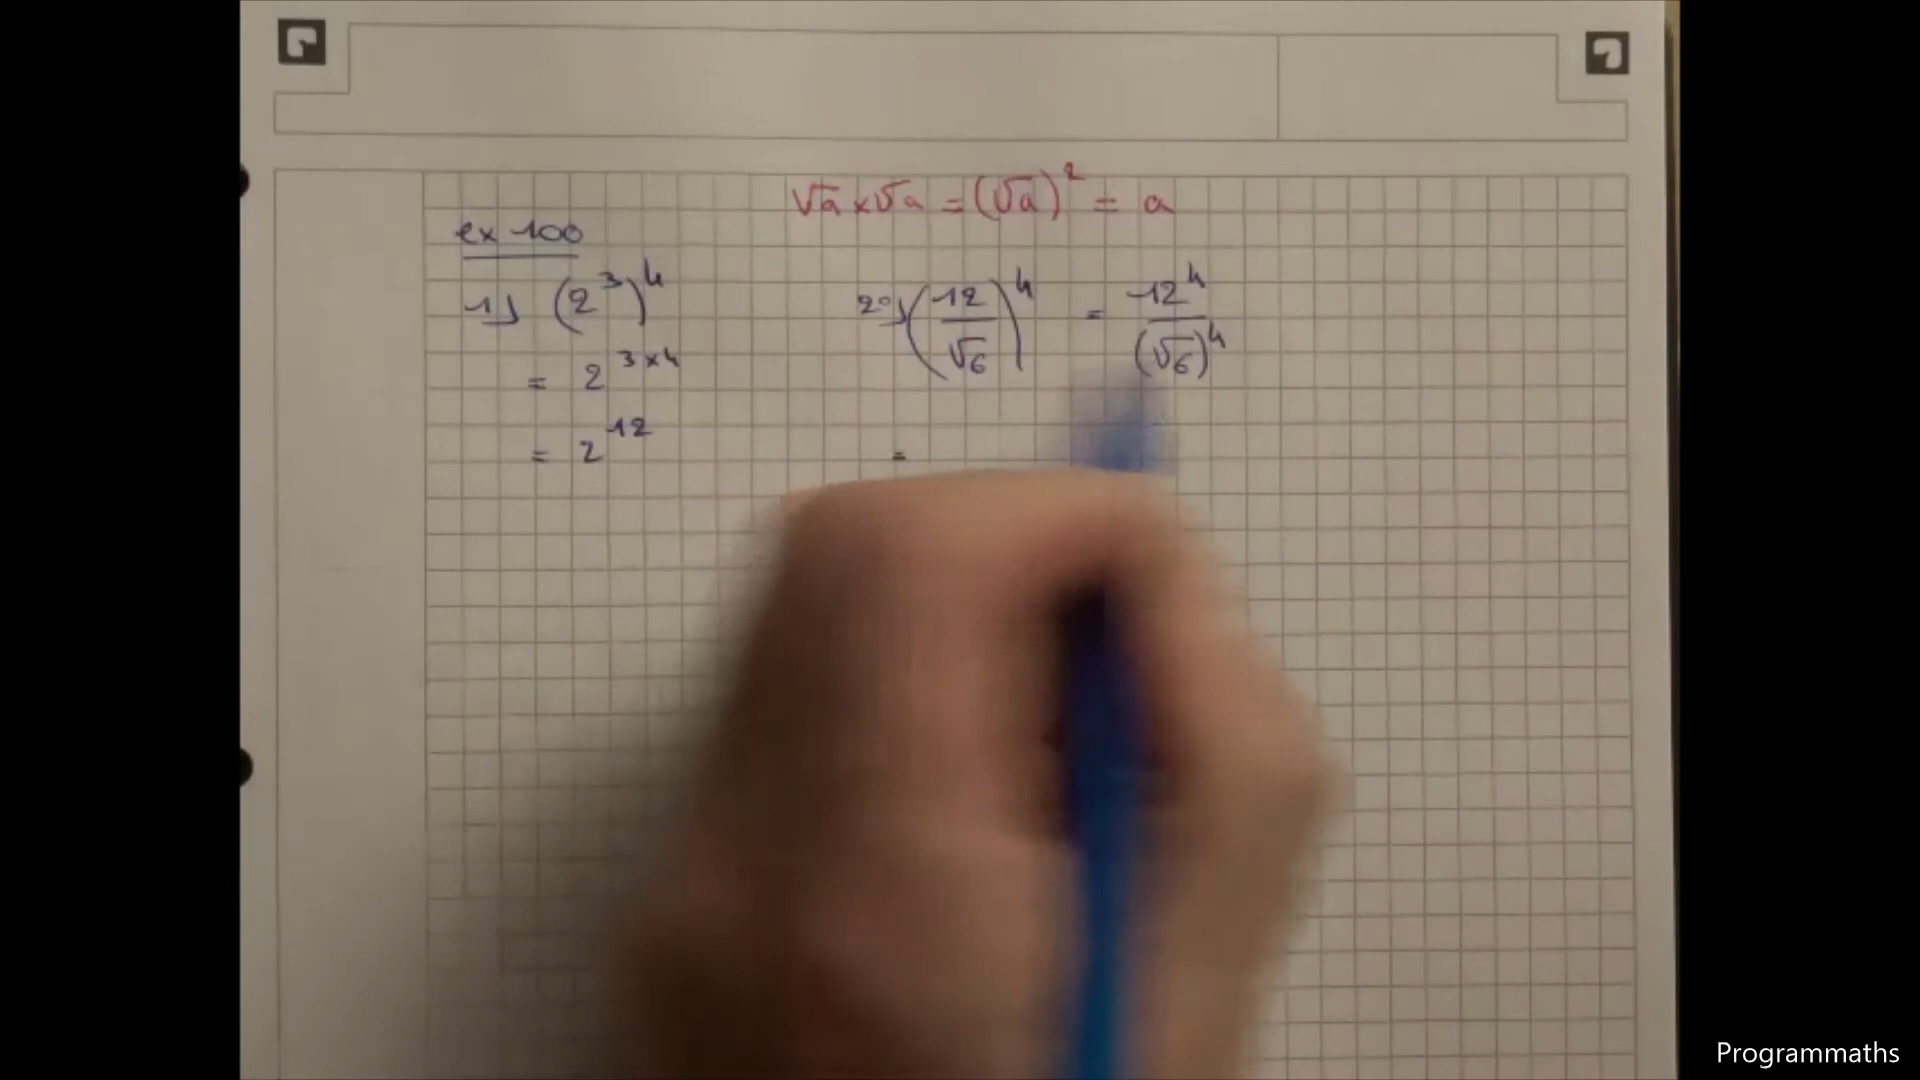 √a × √a = (√a)² = a
ex 100
1) (2³)⁴
= 2³ˣ⁴
= 2¹²
2°) (12/√6)⁴ = 12⁴/(√6)⁴
=
Programmaths